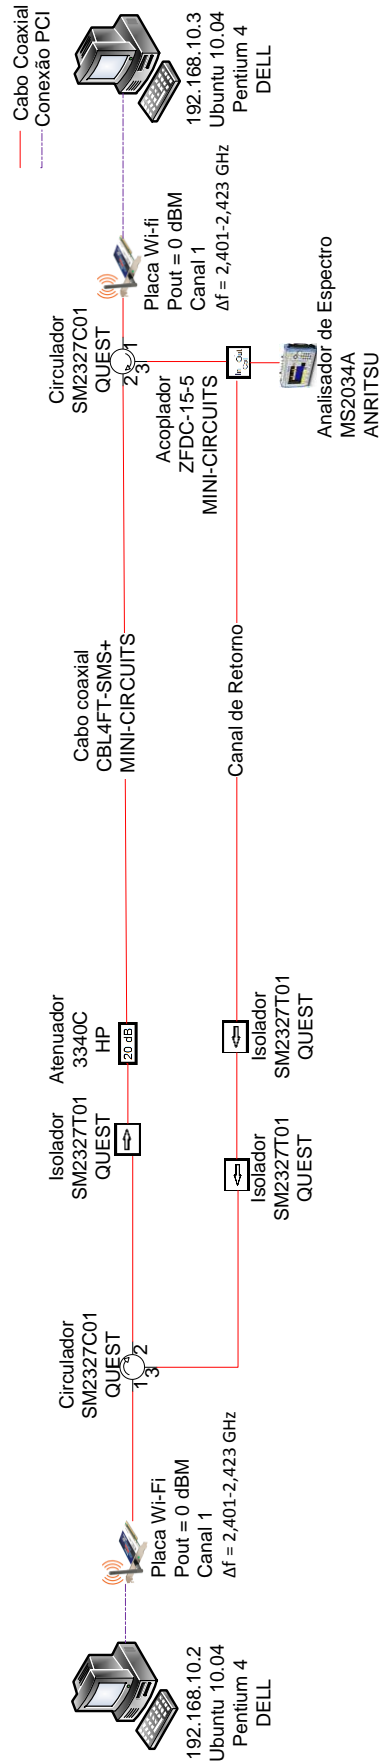 Cabo Coaxial
Conexão PCI
192.168.10.2
Ubuntu 10.04
Pentium 4
DELL
Placa Wi-Fi
Pout = 0 dBM
Canal 1
Δf = 2,401-2,423 GHz
Circulador
SM2327C01
QUEST
1
2
3
Isolador
SM2327T01
QUEST
Atenuador
3340C
HP
20 dB
Isolador
SM2327T01
QUEST
Isolador
SM2327T01
QUEST
Cabo coaxial
CBL4FT-SMS+
MINI-CIRCUITS
Canal de Retorno
Circulador
SM2327C01
QUEST
2
1
3
Acoplador
ZFDC-15-5
MINI-CIRCUITS
In
Out
Placa Wi-fi
Pout = 0 dBM
Canal 1
Δf = 2,401-2,423 GHz
Analisador de Espectro
MS2034A
ANRITSU
192.168.10.3
Ubuntu 10.04
Pentium 4
DELL